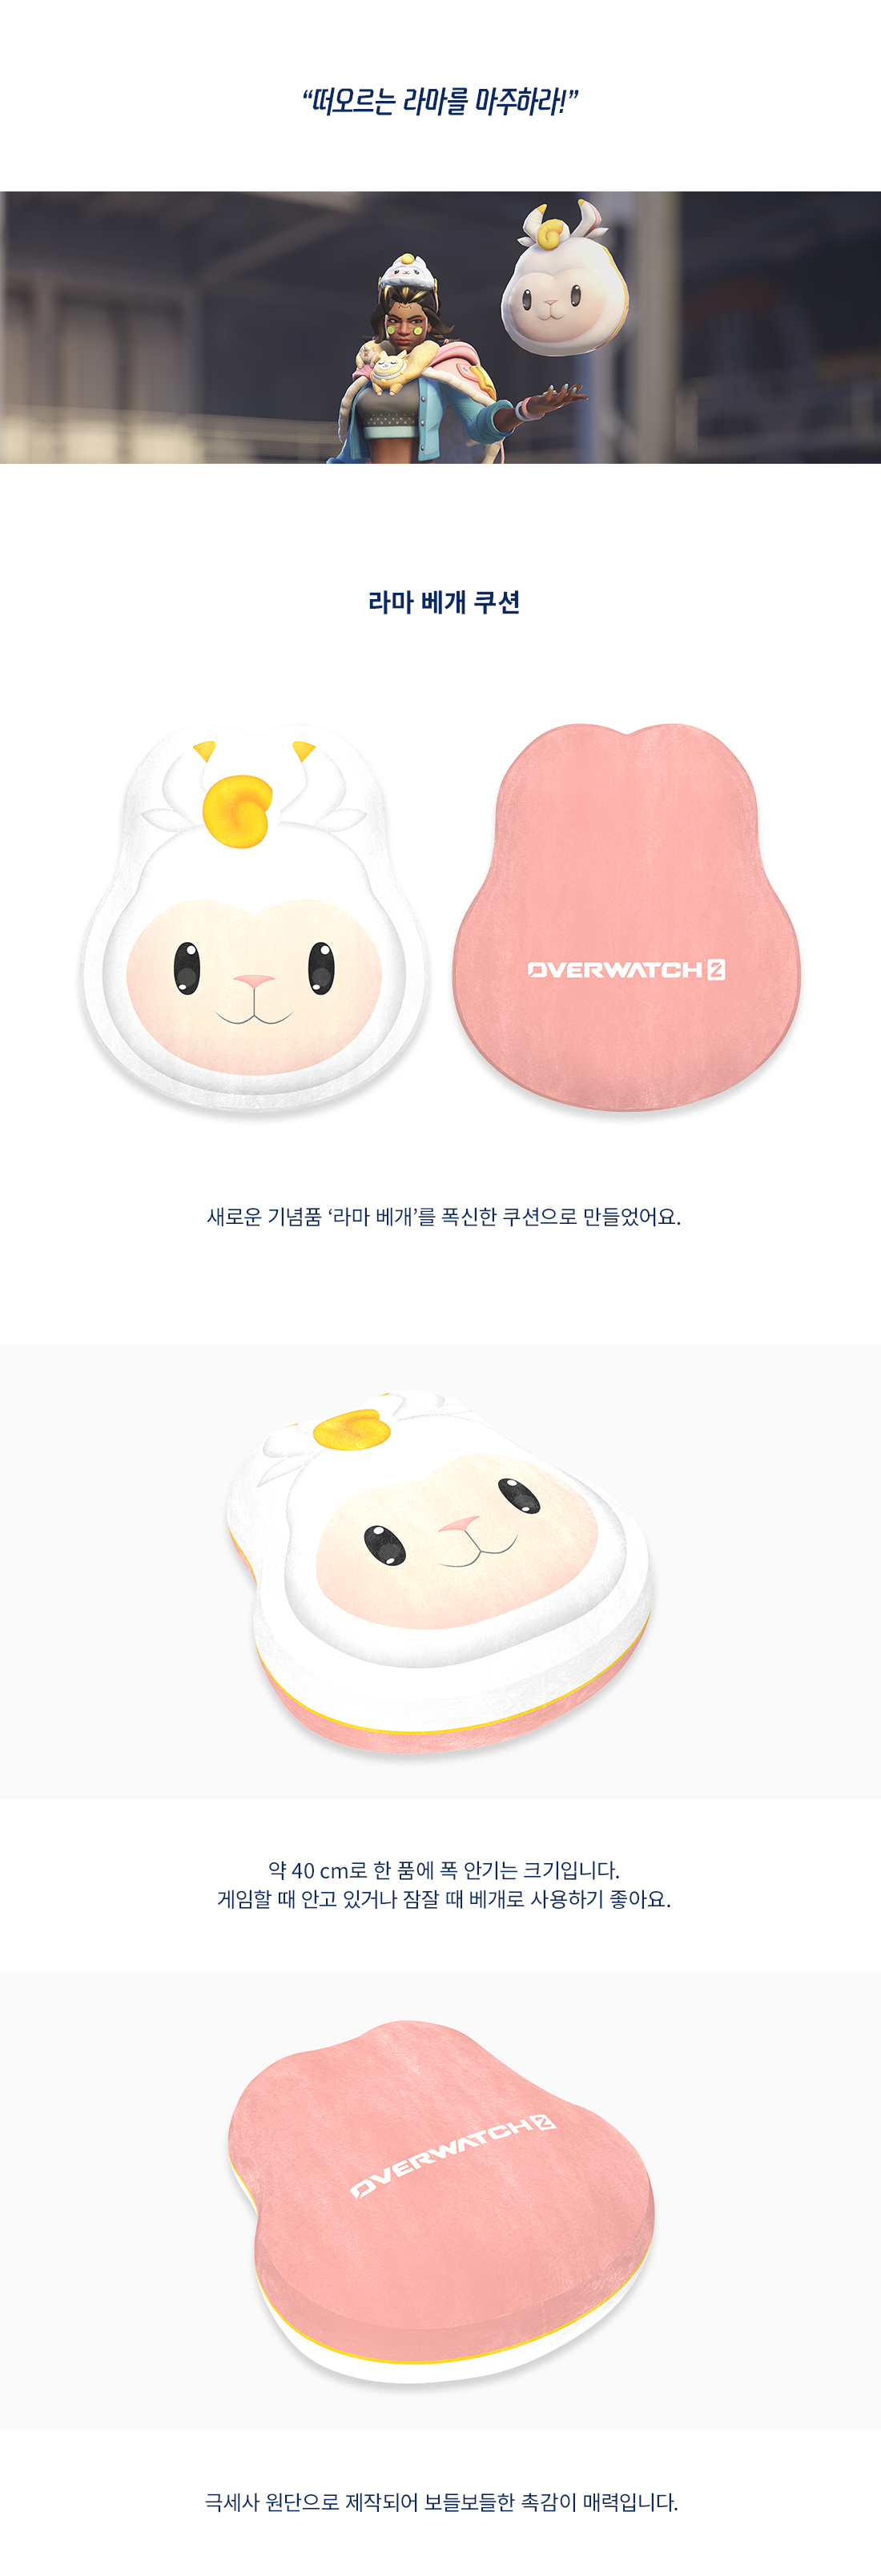 “떠오르는 라마를 마주하라!”
라마 베개 쿠션
OVERWATCH 2
새로운 기념품 ‘라마 베개’를 폭신한 쿠션으로 만들었어요.
약 40 cm로 한 품에 폭 안기는 크기입니다.
게임할 때 안고 있거나 잠잘 때 베개로 사용하기 좋아요.
OVERWATCH 2
극세사 원단으로 제작되어 보들보들한 촉감이 매력입니다.